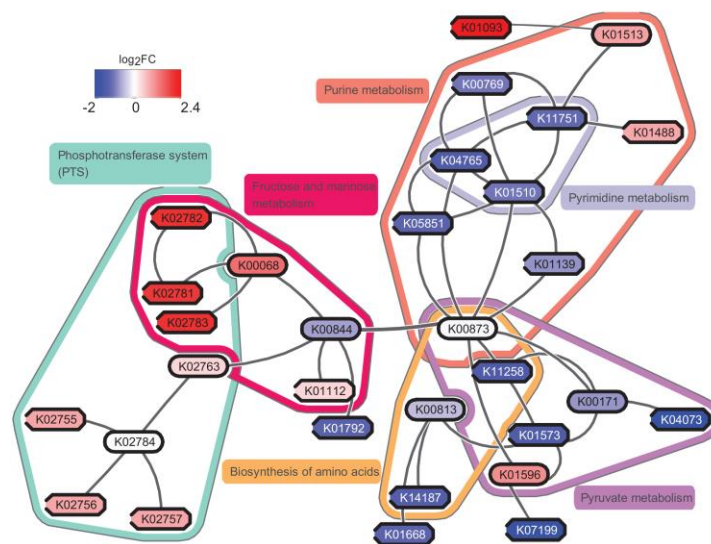 log2FC
-2 0 2.4
K01093
K01513
Purine metabolism
K00769
K11751
K01488
Phosphotransferase system
(PTS)
Fructose and mannose
metabolism
K04765
K01510
Pyrimidine metabolism
K02782
K05851
K00068
K01139
K02781
K02783
K00844
K00873
K02763
K11258
K01112
K00171
K02755
K01792
K00813
K04073
K02784
K01573
Biosynthesis of amino acids
K01596
K14187
Pyruvate metabolism
K02756
K02757
K01668
K07199